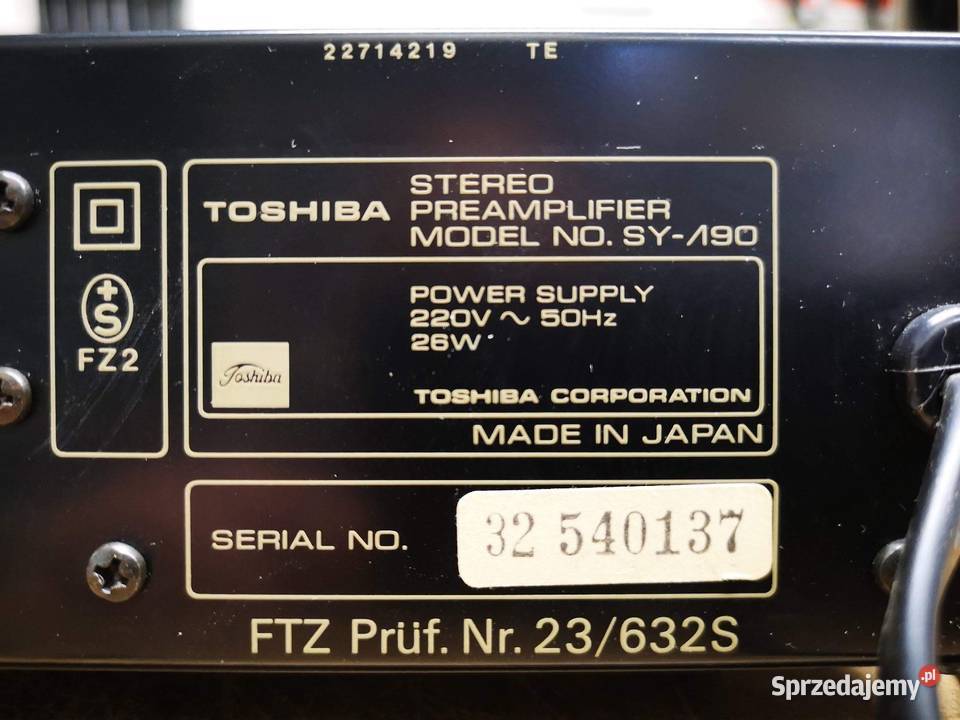 22714219 TE
TOSHIBA
STEREO
PREAMPLIFIER
MODEL NO. SY-Λ90
POWER SUPPLY
220V ~ 50Hz
26W
Toshiba
TOSHIBA CORPORATION
MADE IN JAPAN
+S
FZ2
SERIAL NO. 32 540137
FTZ Prüf. Nr. 23/632S
Sprzedajemy.pl